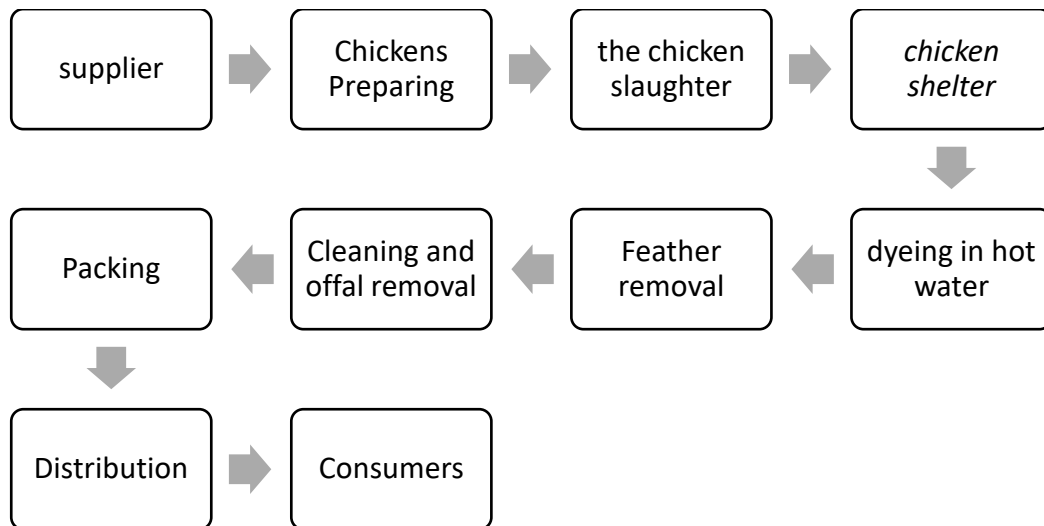 supplier
Chickens
Preparing
the chicken
slaughter
chicken
shelter
dyeing in hot
water
Feather
removal
Cleaning and
offal removal
Packing
Distribution
Consumers